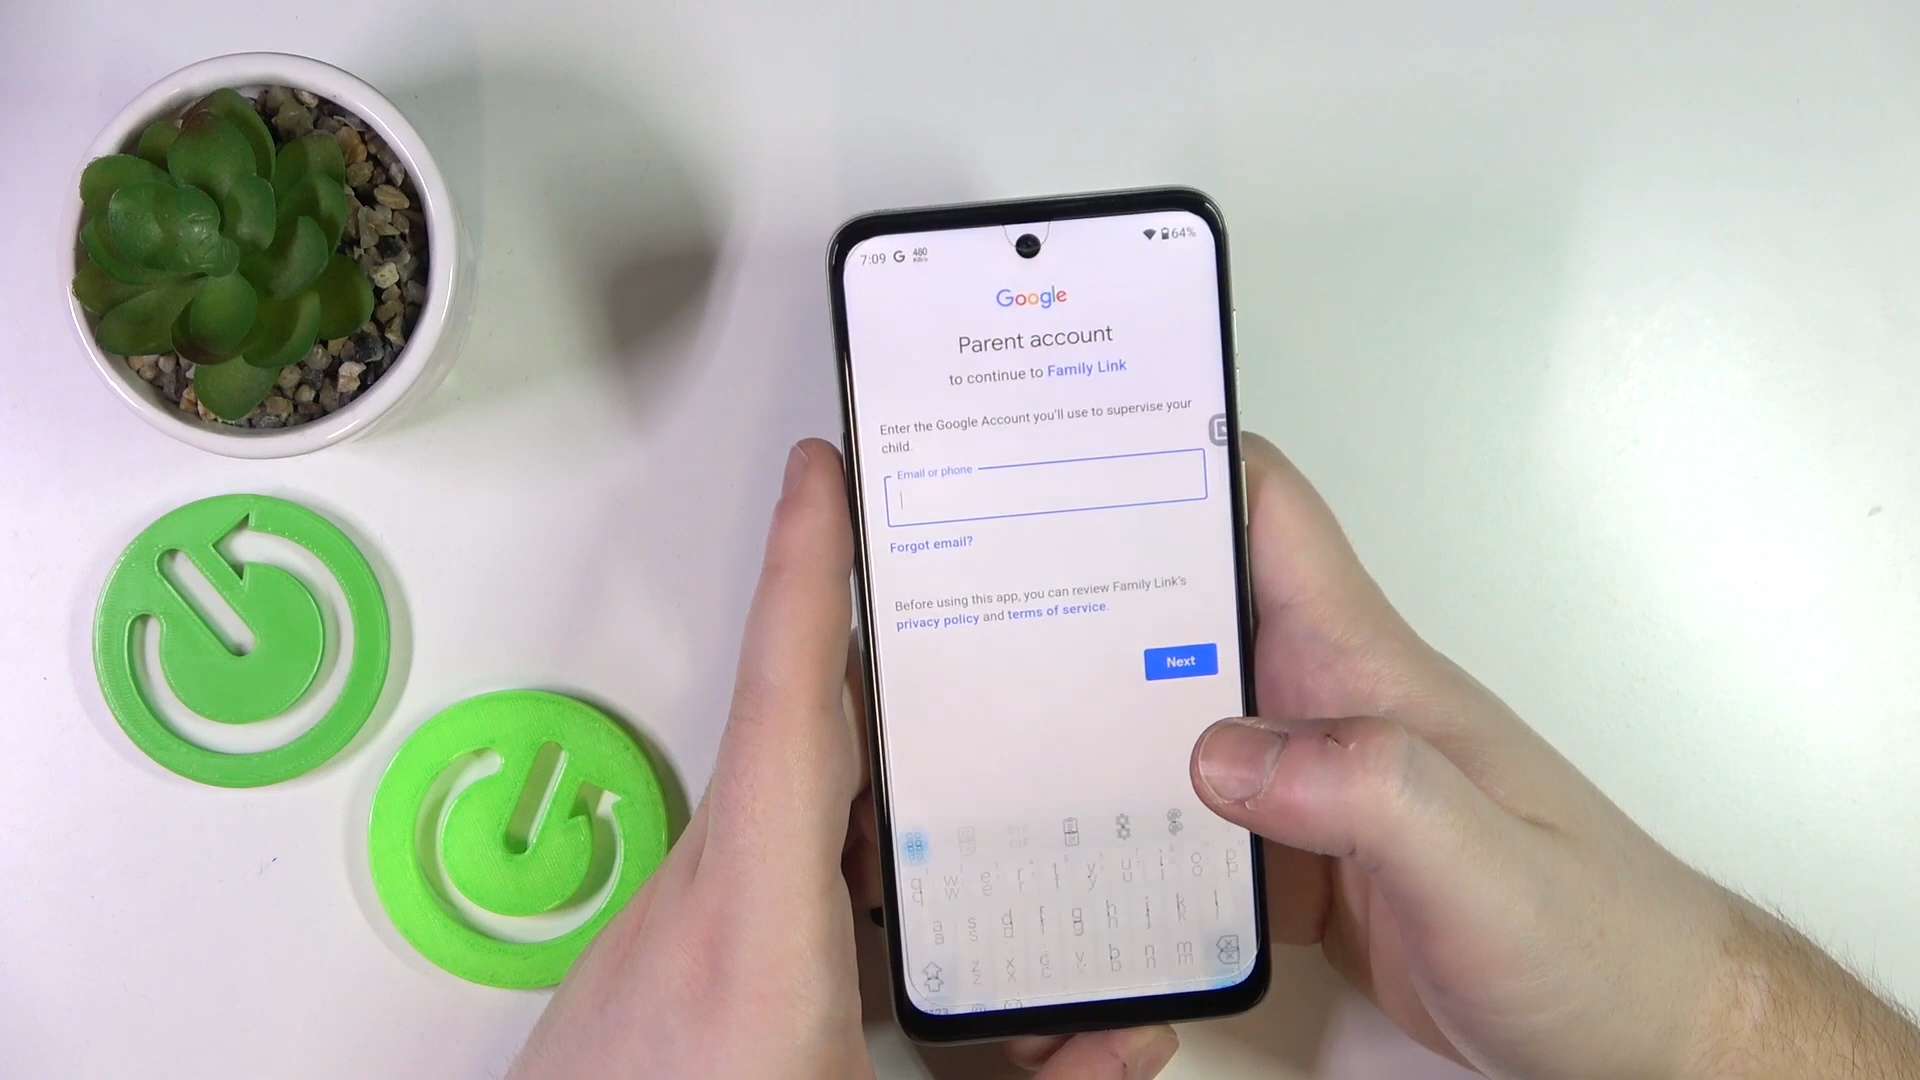 7:09 G 480 KB/s 64%
Google
Parent account
to continue to Family Link
Enter the Google Account you'll use to supervise your
child.
Email or phone
Forgot email?
Before using this app, you can review Family Link's
privacy policy and terms of service.
Next
q w e r t y u i o p
a s d f g h j k l
z x c v b n m